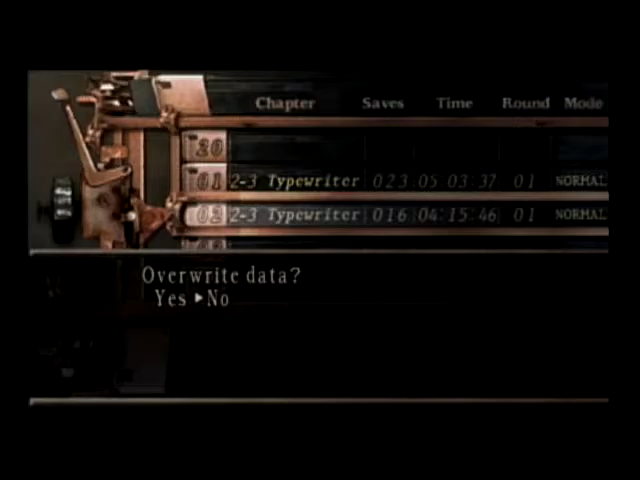 Chapter Saves Time Round Mode
20
01 2-3 Typewriter 023 05 03 37 01 NORMAL
02 2-3 Typewriter 016 04:15:46 01 NORMAL
Overwrite data?
Yes ▸No